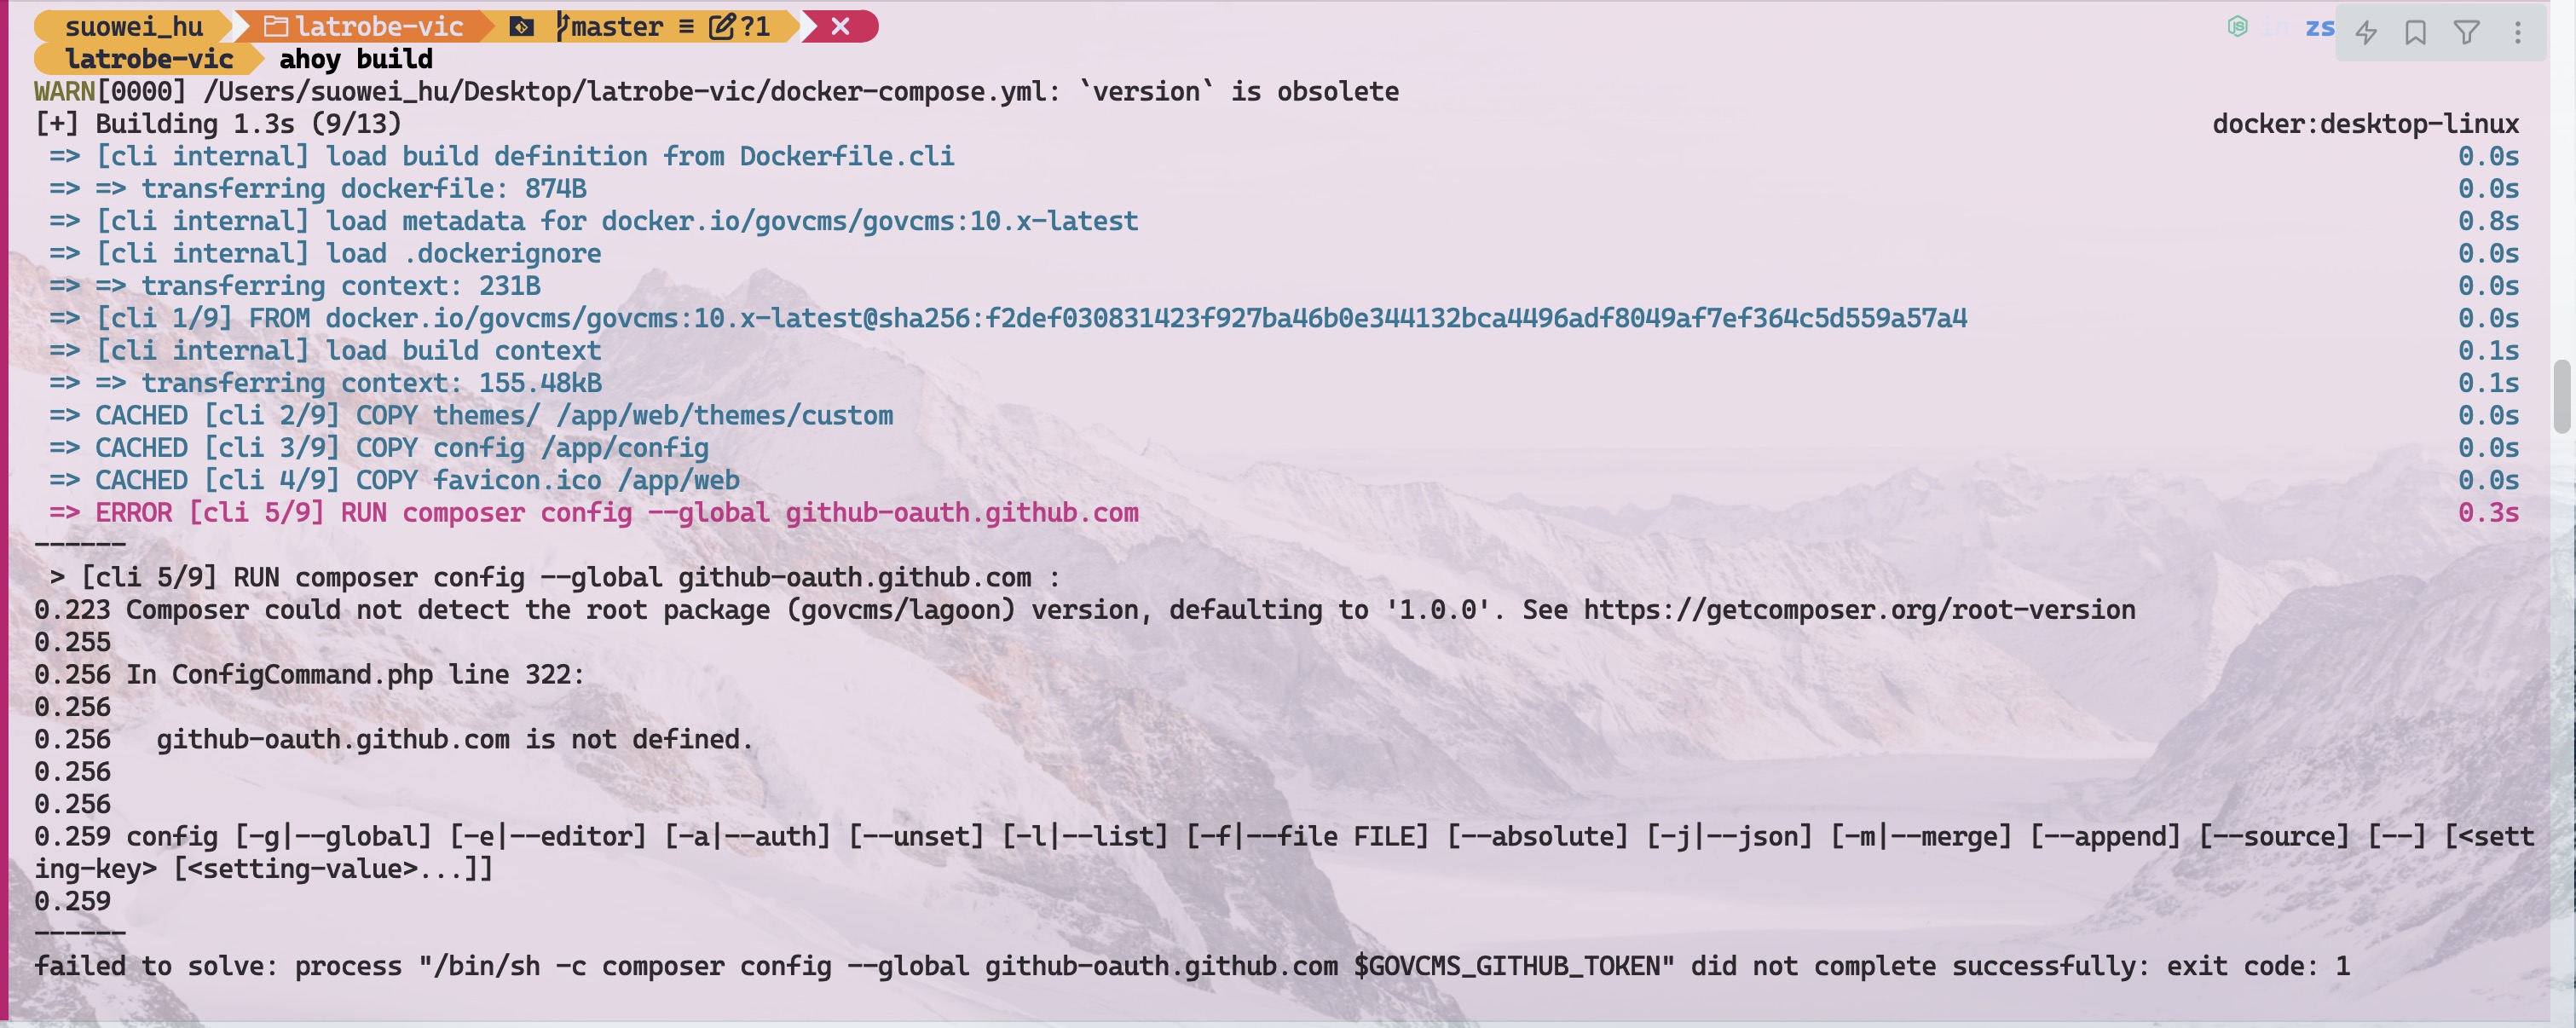 suowei_hu latrobe-vic master ≡ ?1 ✕
zs
latrobe-vic ahoy build
WARN[0000] /Users/suowei_hu/Desktop/latrobe-vic/docker-compose.yml: `version` is obsolete
[+] Building 1.3s (9/13) docker:desktop-linux
=> [cli internal] load build definition from Dockerfile.cli 0.0s
=> => transferring dockerfile: 874B 0.0s
=> [cli internal] load metadata for docker.io/govcms/govcms:10.x-latest 0.8s
=> [cli internal] load .dockerignore 0.0s
=> => transferring context: 231B 0.0s
=> [cli 1/9] FROM docker.io/govcms/govcms:10.x-latest@sha256:f2def030831423f927ba46b0e344132bca4496adf8049af7ef364c5d559a57a4 0.0s
=> [cli internal] load build context 0.1s
=> => transferring context: 155.48kB 0.1s
=> CACHED [cli 2/9] COPY themes/ /app/web/themes/custom 0.0s
=> CACHED [cli 3/9] COPY config /app/config 0.0s
=> CACHED [cli 4/9] COPY favicon.ico /app/web 0.0s
=> ERROR [cli 5/9] RUN composer config --global github-oauth.github.com 0.3s
------
> [cli 5/9] RUN composer config --global github-oauth.github.com :
0.223 Composer could not detect the root package (govcms/lagoon) version, defaulting to '1.0.0'. See https://getcomposer.org/root-version
0.255
0.256 In ConfigCommand.php line 322:
0.256
0.256 github-oauth.github.com is not defined.
0.256
0.256
0.259 config [-g|--global] [-e|--editor] [-a|--auth] [--unset] [-l|--list] [-f|--file FILE] [--absolute] [-j|--json] [-m|--merge] [--append] [--source] [--] [<sett
ing-key> [<setting-value>...]]
0.259
------
failed to solve: process "/bin/sh -c composer config --global github-oauth.github.com $GOVCMS_GITHUB_TOKEN" did not complete successfully: exit code: 1